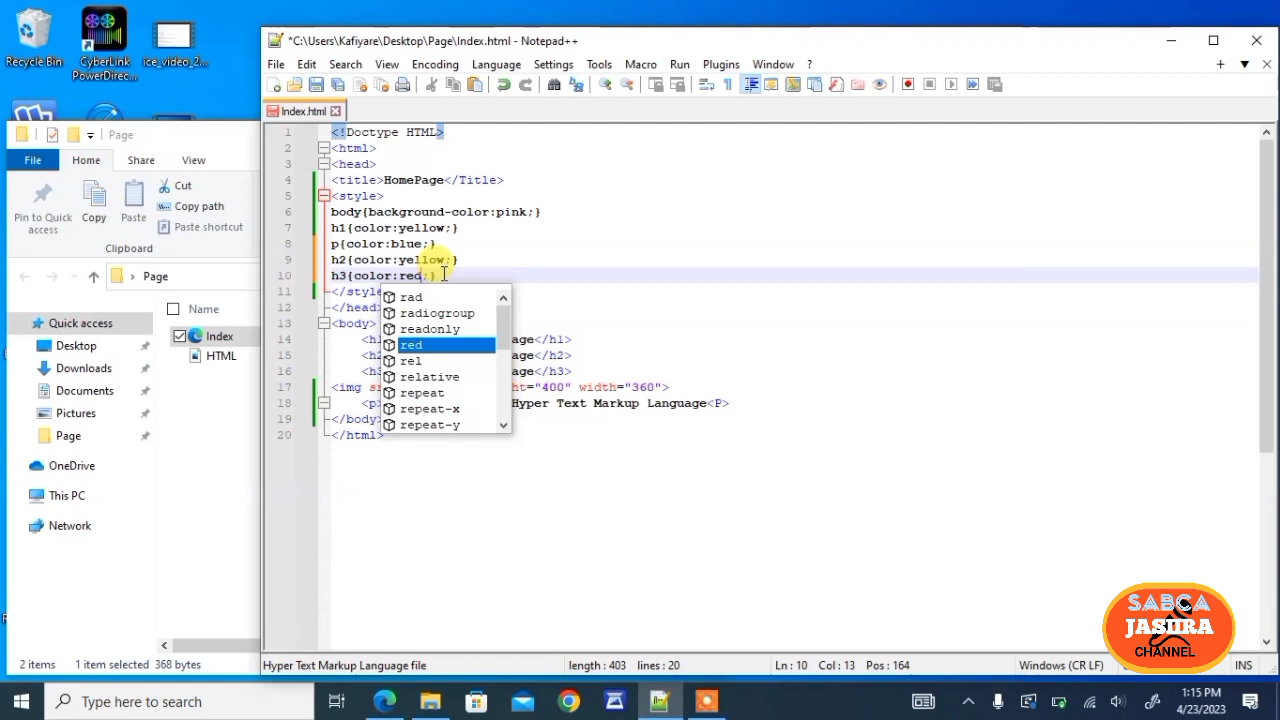 Recycle Bin
CyberLink
PowerDirec...
ice_video_2...
*C:\Users\Kafiyare\Desktop\Page\Index.html - Notepad++
File Edit Search View Encoding Language Settings Tools Macro Run Plugins Window ?
Index.html
1 <!Doctype HTML>
2 <html>
3 <head>
4 <title>HomePage</Title>
5 <style>
6 body{background-color:pink;}
7 h1{color:yellow;}
8 p{color:blue;}
9 h2{color:yellow;}
10 h3{color:red;}
11 </style
12 </head
13 <body>
14 <h age</h1>
15 <h2 age</h2>
16 <h age</h3>
17 <img sr ht="400" width="360">
18 <p Hyper Text Markup Language<P>
19 </body
20 </html>
rad
radiogroup
readonly
red
rel
relative
repeat
repeat-x
repeat-y
Page
File Home Share View
Pin to Quick
access
Copy
Paste
Cut
Copy path
Paste shortcut
Clipboard
Page
Name
Quick access
Desktop
Downloads
Documents
Pictures
Page
OneDrive
This PC
Network
Index
HTML
2 items 1 item selected 368 bytes
Hyper Text Markup Language file length : 403 lines : 20 Ln : 10 Col : 13 Pos : 164 Windows (CR LF) INS
SABCA
JASIIRA
CHANNEL
Type here to search
1:15 PM
4/23/2023